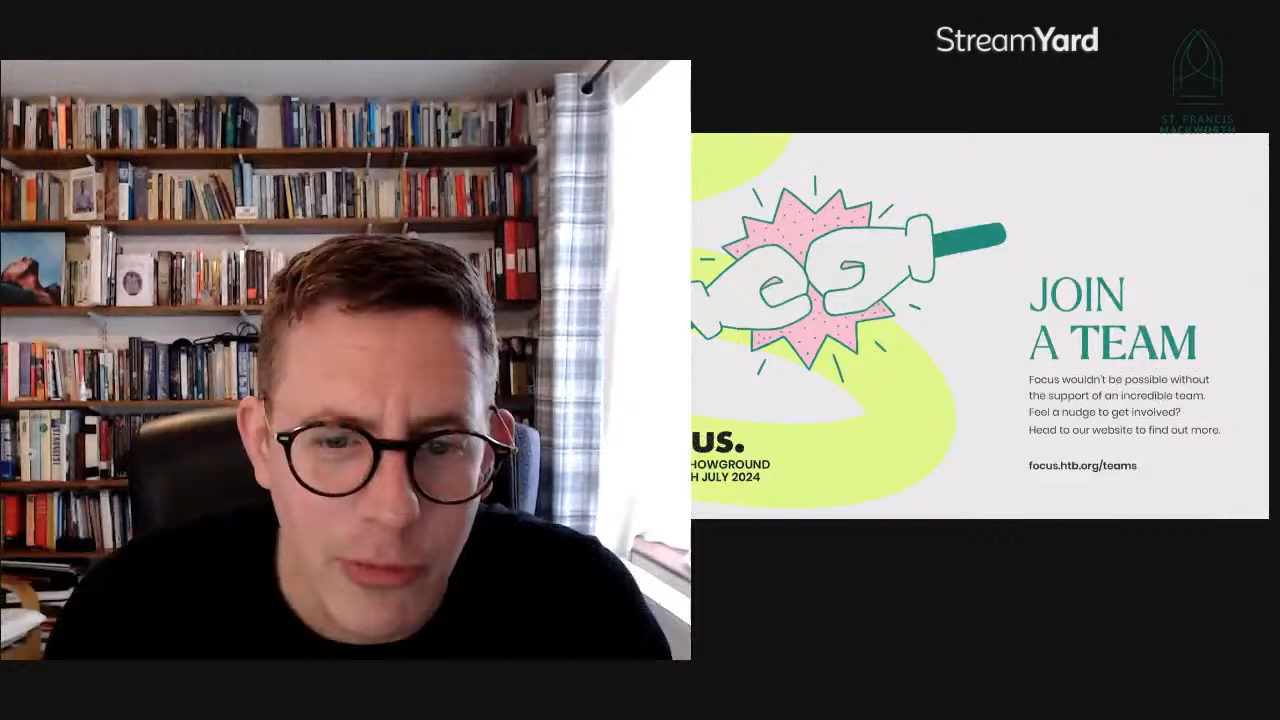 StreamYard
ST. FRANCIS
MACKWORTH
JOIN
A TEAM
Focus wouldn't be possible without
the support of an incredible team.
Feel a nudge to get involved?
Head to our website to find out more.
focus.htb.org/teams
US.
HOWGROUND
H JULY 2024